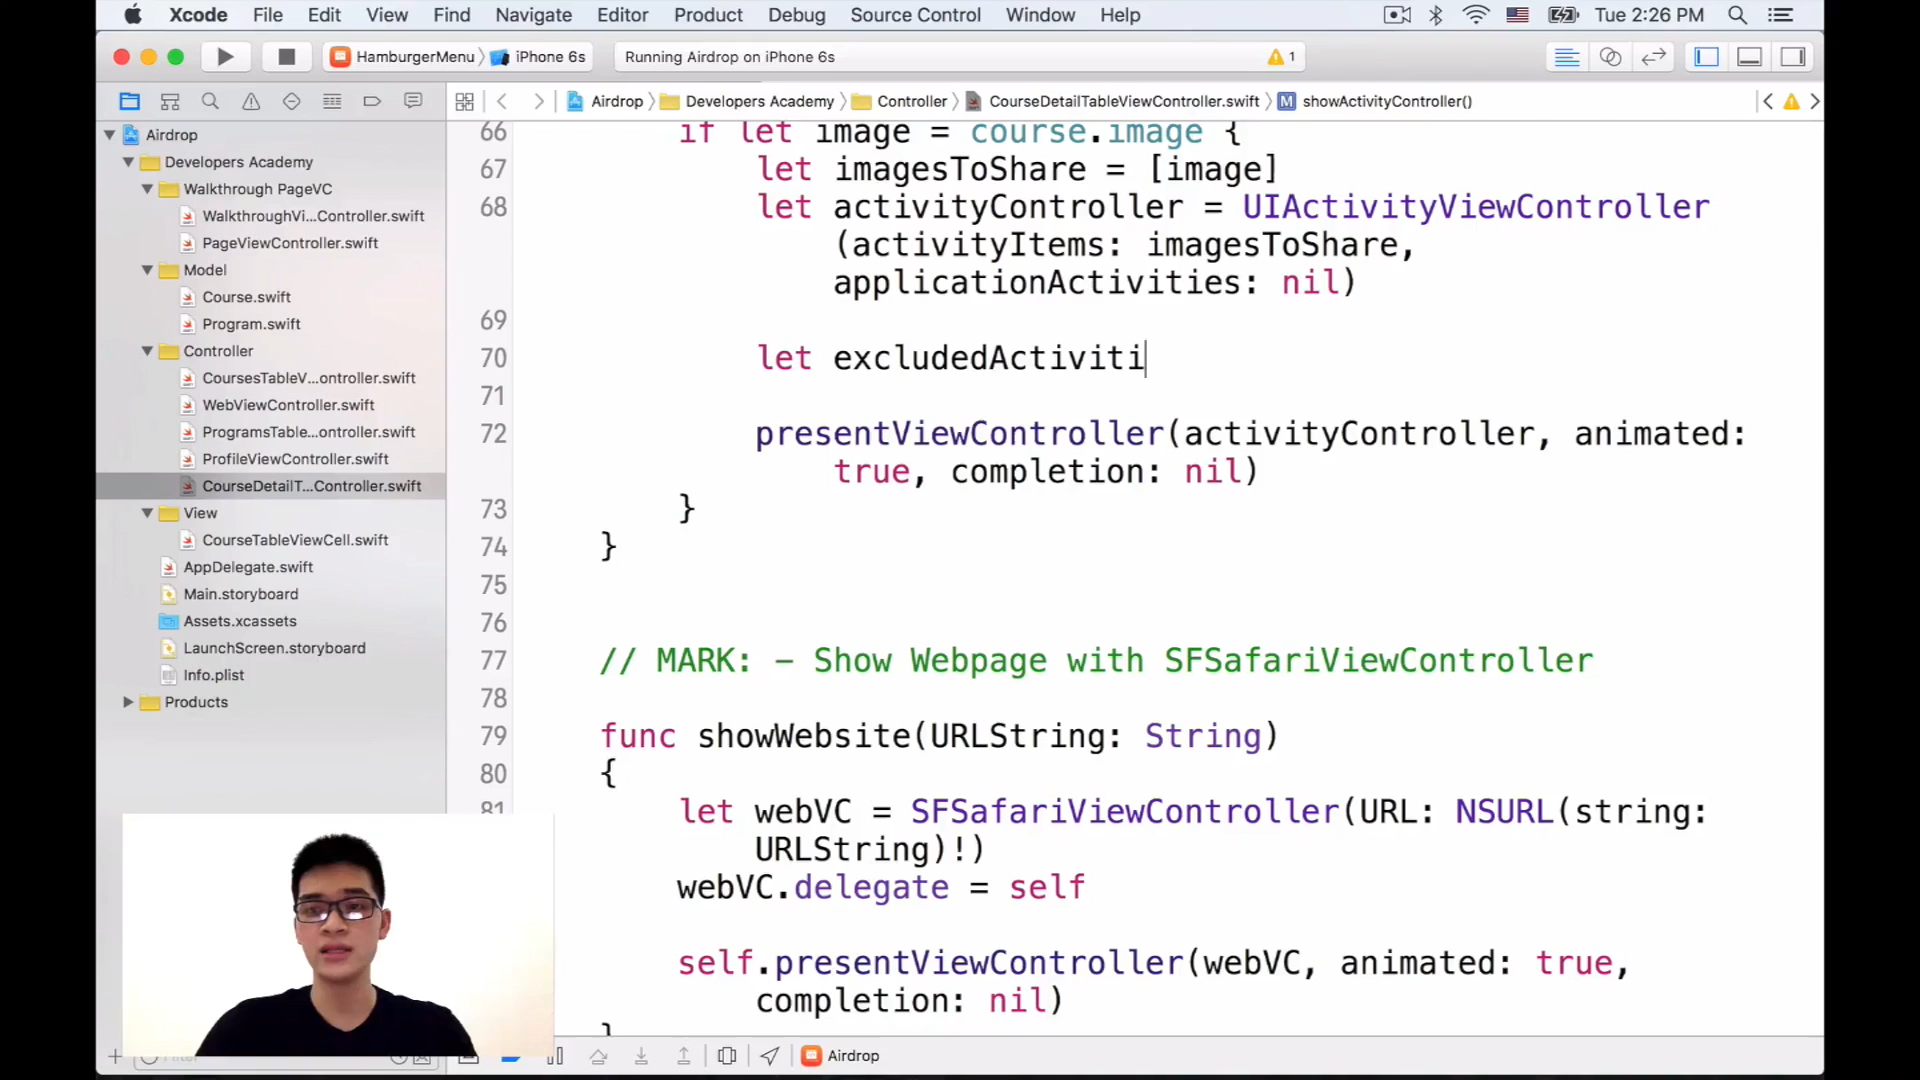 Xcode File Edit View Find Navigate Editor Product Debug Source Control Window Help Tue 2:26 PM
HamburgerMenu iPhone 6s Running Airdrop on iPhone 6s 1
Airdrop Developers Academy Controller CourseDetailTableViewController.swift M showActivityController()
Airdrop
Developers Academy
Walkthrough PageVC
WalkthroughVi...Controller.swift
PageViewController.swift
Model
Course.swift
Program.swift
Controller
CoursesTableV...ontroller.swift
WebViewController.swift
ProgramsTable...ontroller.swift
ProfileViewController.swift
CourseDetailT...Controller.swift
View
CourseTableViewCell.swift
AppDelegate.swift
Main.storyboard
Assets.xcassets
LaunchScreen.storyboard
Info.plist
Products
66 if let image = course.image {
67 let imagesToShare = [image]
68 let activityController = UIActivityViewController
(activityItems: imagesToShare,
applicationActivities: nil)
69
70 let excludedActiviti
71
72 presentViewController(activityController, animated:
true, completion: nil)
73 }
74 }
75
76
77 // MARK: - Show Webpage with SFSafariViewController
78
79 func showWebsite(URLString: String)
80 {
81 let webVC = SFSafariViewController(URL: NSURL(string:
URLString)!)
webVC.delegate = self
self.presentViewController(webVC, animated: true,
completion: nil)
}
Filter
Airdrop